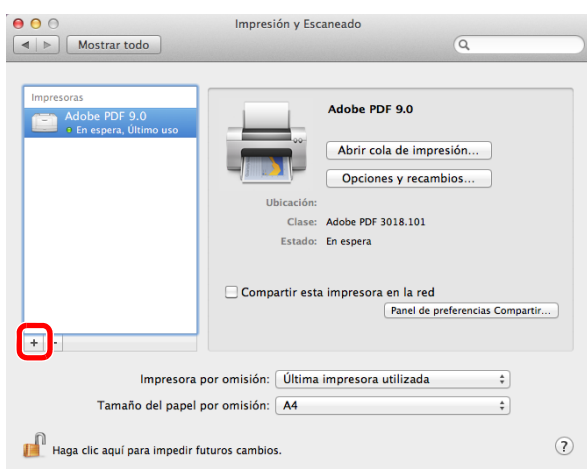 Impresión y Escaneado
Mostrar todo
Impresoras
Adobe PDF 9.0
En espera, Último uso
Adobe PDF 9.0
Abrir cola de impresión...
Opciones y recambios...
Ubicación:
Clase: Adobe PDF 3018.101
Estado: En espera
Compartir esta impresora en la red
Panel de preferencias Compartir...
+ -
Impresora por omisión: Última impresora utilizada
Tamaño del papel por omisión: A4
Haga clic aquí para impedir futuros cambios.
?